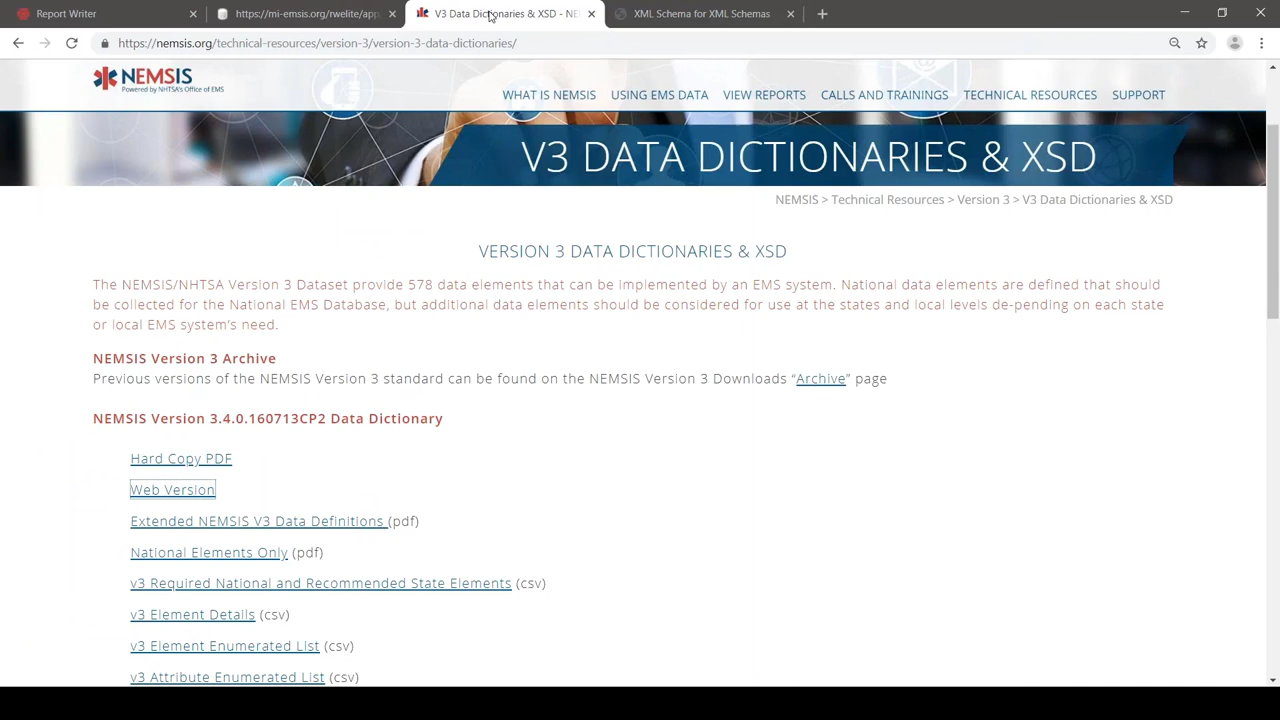 Report Writer
https://mi-emsis.org/rwelite/app
V3 Data Dictionaries & XSD - NE
XML Schema for XML Schemas
https://nemsis.org/technical-resources/version-3/version-3-data-dictionaries/
NEMSIS
Powered by NHTSA's Office of EMS
WHAT IS NEMSIS
USING EMS DATA
VIEW REPORTS
CALLS AND TRAININGS
TECHNICAL RESOURCES
SUPPORT
V3 DATA DICTIONARIES & XSD
NEMSIS > Technical Resources > Version 3 > V3 Data Dictionaries & XSD
VERSION 3 DATA DICTIONARIES & XSD
The NEMSIS/NHTSA Version 3 Dataset provide 578 data elements that can be implemented by an EMS system. National data elements are defined that should
be collected for the National EMS Database, but additional data elements should be considered for use at the states and local levels de-pending on each state
or local EMS system's need.
NEMSIS Version 3 Archive
Previous versions of the NEMSIS Version 3 standard can be found on the NEMSIS Version 3 Downloads “Archive” page
NEMSIS Version 3.4.0.160713CP2 Data Dictionary
Hard Copy PDF
Web Version
Extended NEMSIS V3 Data Definitions (pdf)
National Elements Only (pdf)
v3 Required National and Recommended State Elements (csv)
v3 Element Details (csv)
v3 Element Enumerated List (csv)
v3 Attribute Enumerated List (csv)